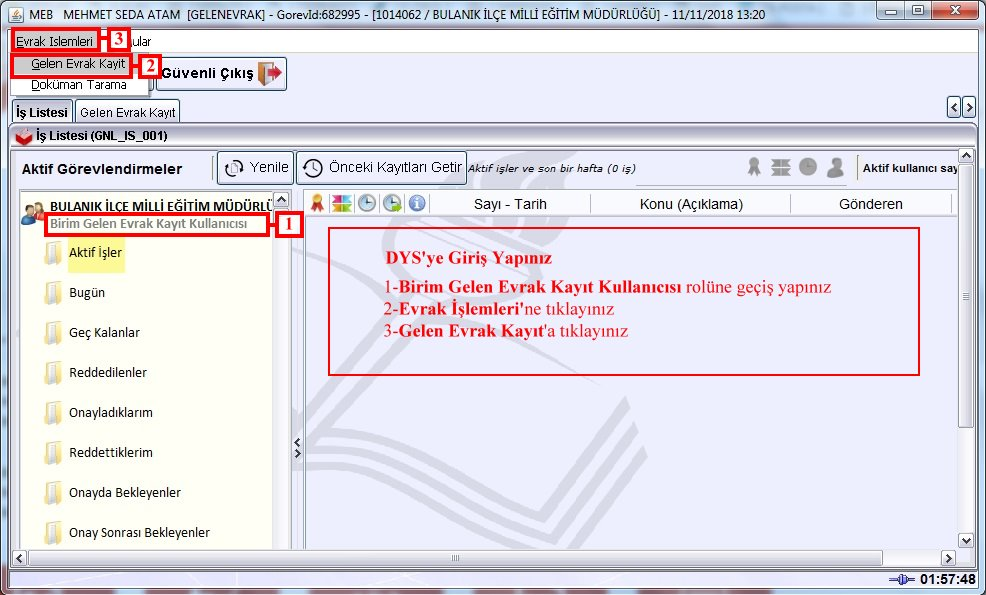 MEB MEHMET SEDA ATAM [GELENEVRAK] - GorevId:682995 - [1014062 / BULANIK İLÇE MİLLİ EĞİTİM MÜDÜRLÜĞÜ] - 11/11/2018 13:20
Evrak Islemleri 3 ular
Gelen Evrak Kayit 2 Güvenli Çıkış
Doküman Tarama
İş Listesi Gelen Evrak Kayıt
İş Listesi (GNL_IS_001)
Aktif Görevlendirmeler Yenile Önceki Kayıtları Getir Aktif işler ve son bir hafta (0 iş) Aktif kullanıcı say
BULANIK İLÇE MİLLİ EĞİTİM MÜDÜRLÜ Sayı - Tarih Konu (Açıklama) Gönderen
Birim Gelen Evrak Kayıt Kullanıcısı 1
Aktif İşler
Bugün
Geç Kalanlar
Reddedilenler
Onayladıklarım
Reddettiklerim
Onayda Bekleyenler
Onay Sonrası Bekleyenler
DYS'ye Giriş Yapınız
1-Birim Gelen Evrak Kayıt Kullanıcısı rolüne geçiş yapınız
2-Evrak İşlemleri'ne tıklayınız
3-Gelen Evrak Kayıt'a tıklayınız
01:57:48